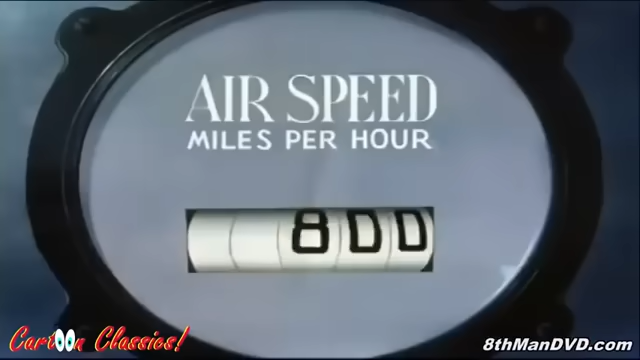 AIR SPEED
MILES PER HOUR
800
Cartoon Classics!
8thManDVD.com